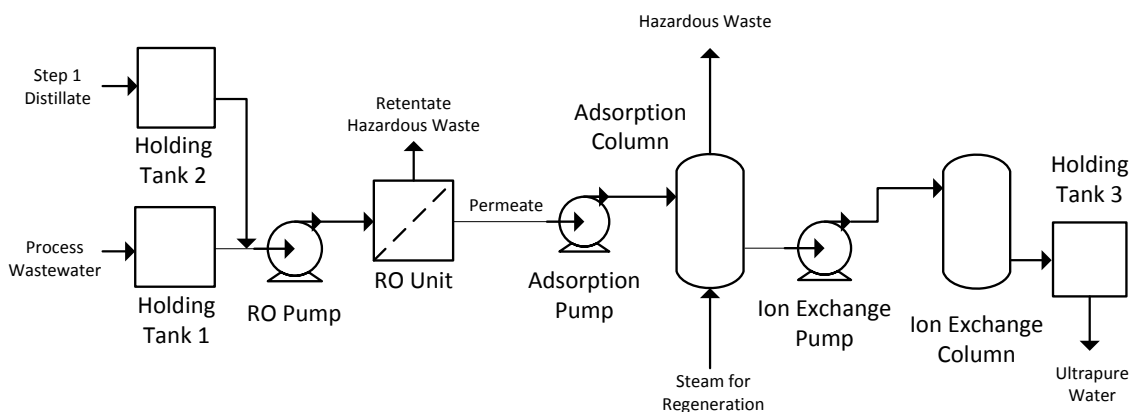 Hazardous Waste
Step 1
Distillate
Holding
Tank 2
Retentate
Hazardous Waste
Adsorption
Column
Holding
Tank 3
Process
Wastewater
Holding
Tank 1
RO Pump
RO Unit
Permeate
Adsorption
Pump
Ion Exchange
Pump
Ion Exchange
Column
Steam for
Regeneration
Ultrapure
Water